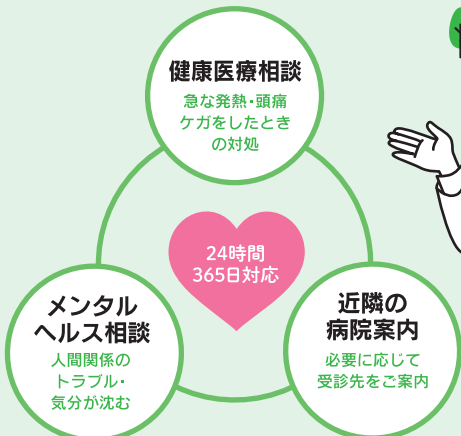 健康医療相談
急な発熱・頭痛
ケガをしたとき
の対処
24時間
365日対応
メンタル
ヘルス相談
人間関係の
トラブル・
気分が沈む
近隣の
病院案内
必要に応じて
受診先をご案内